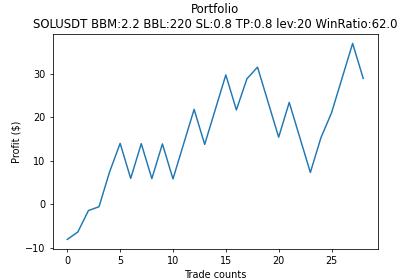 Portfolio
SOLUSDT BBM:2.2 BBL:220 SL:0.8 TP:0.8 lev:20 WinRatio:62.0
Profit ($)
30
20
10
0
−10
0 5 10 15 20 25
Trade counts